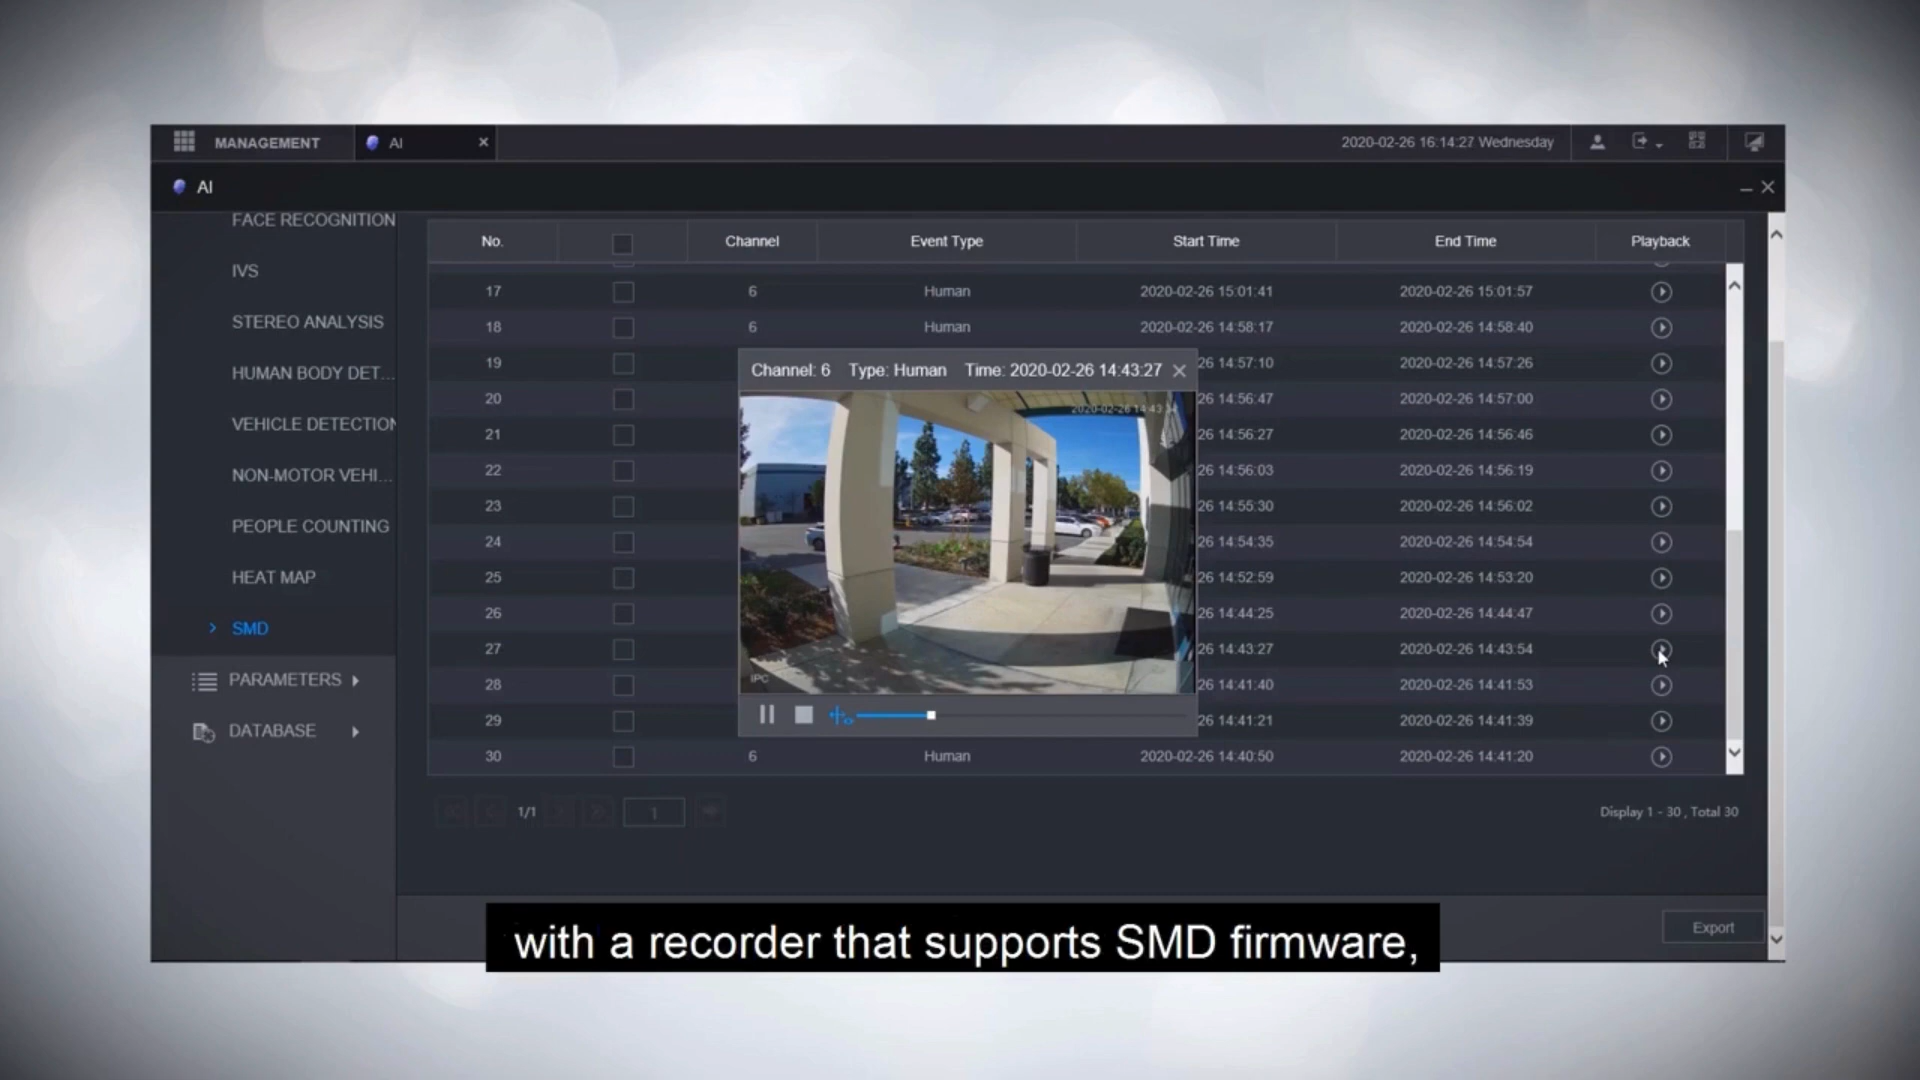 MANAGEMENT AI 2020-02-26 16:14:27 Wednesday
AI
FACE RECOGNITION
IVS
STEREO ANALYSIS
HUMAN BODY DET...
VEHICLE DETECTION
NON-MOTOR VEHI...
PEOPLE COUNTING
HEAT MAP
SMD
PARAMETERS
DATABASE
No. Channel Event Type Start Time End Time Playback
17 6 Human 2020-02-26 15:01:41 2020-02-26 15:01:57
18 6 Human 2020-02-26 14:58:17 2020-02-26 14:58:40
19 26 14:57:10 2020-02-26 14:57:26
20 26 14:56:47 2020-02-26 14:57:00
21 26 14:56:27 2020-02-26 14:56:46
22 26 14:56:03 2020-02-26 14:56:19
23 26 14:55:30 2020-02-26 14:56:02
24 26 14:54:35 2020-02-26 14:54:54
25 26 14:52:59 2020-02-26 14:53:20
26 26 14:44:25 2020-02-26 14:44:47
27 26 14:43:27 2020-02-26 14:43:54
28 26 14:41:40 2020-02-26 14:41:53
29 26 14:41:21 2020-02-26 14:41:39
30 6 Human 2020-02-26 14:40:50 2020-02-26 14:41:20
Channel: 6 Type: Human Time: 2020-02-26 14:43:27
2020-02-26 14:43
IPC
1/1 1 Display 1 - 30 , Total 30
Export
with a recorder that supports SMD firmware,